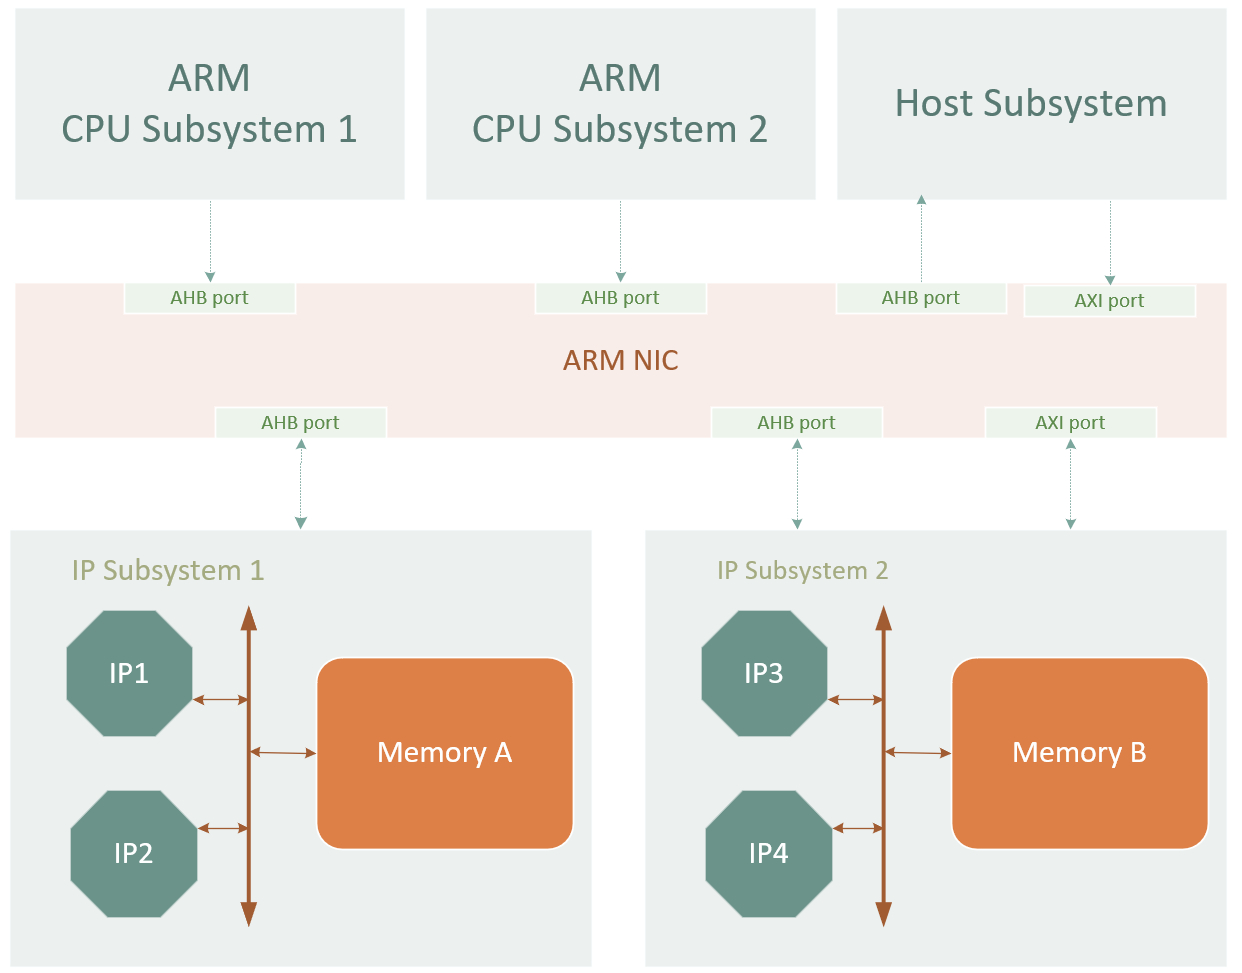 ARM
CPU Subsystem 1
ARM
CPU Subsystem 2
Host Subsystem
AHB port
AHB port
AHB port
AXI port
ARM NIC
AHB port
AHB port
AXI port
IP Subsystem 1
IP1
Memory A
IP2
IP Subsystem 2
IP3
Memory B
IP4